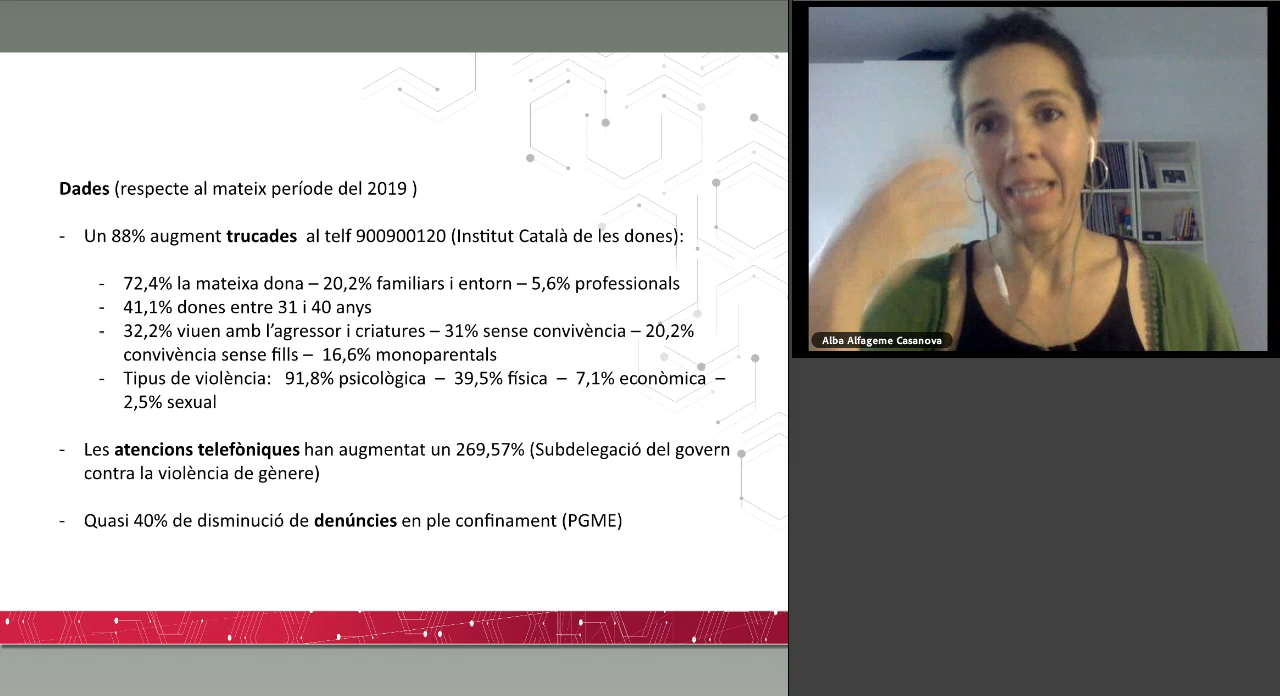 Dades (respecte al mateix període del 2019 )
- Un 88% augment trucades al telf 900900120 (Institut Català de les dones):
- 72,4% la mateixa dona – 20,2% familiars i entorn – 5,6% professionals
- 41,1% dones entre 31 i 40 anys
- 32,2% viuen amb l’agressor i criatures – 31% sense convivència – 20,2%
convivència sense fills – 16,6% monoparentals
- Tipus de violència: 91,8% psicològica – 39,5% física – 7,1% econòmica –
2,5% sexual
- Les atencions telefòniques han augmentat un 269,57% (Subdelegació del govern
contra la violència de gènere)
- Quasi 40% de disminució de denúncies en ple confinament (PGME)
Alba Alfageme Casanova